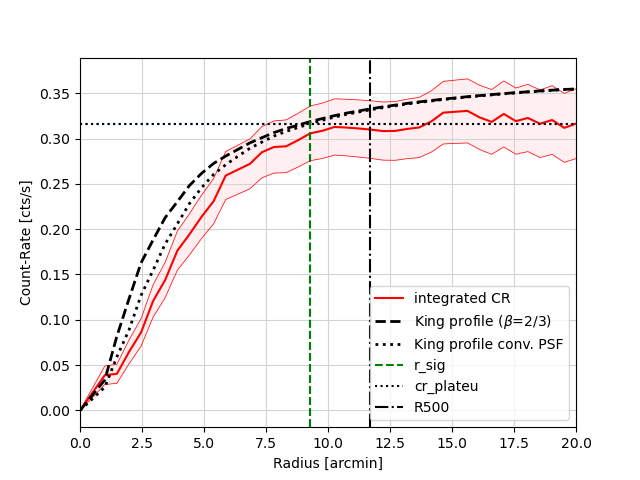 0.35
0.30
0.25
0.20
0.15
0.10
0.05
0.00
Count-Rate [cts/s]
integrated CR
King profile (β=2/3)
King profile conv. PSF
r_sig
cr_plateu
R500
0.0 2.5 5.0 7.5 10.0 12.5 15.0 17.5 20.0
Radius [arcmin]